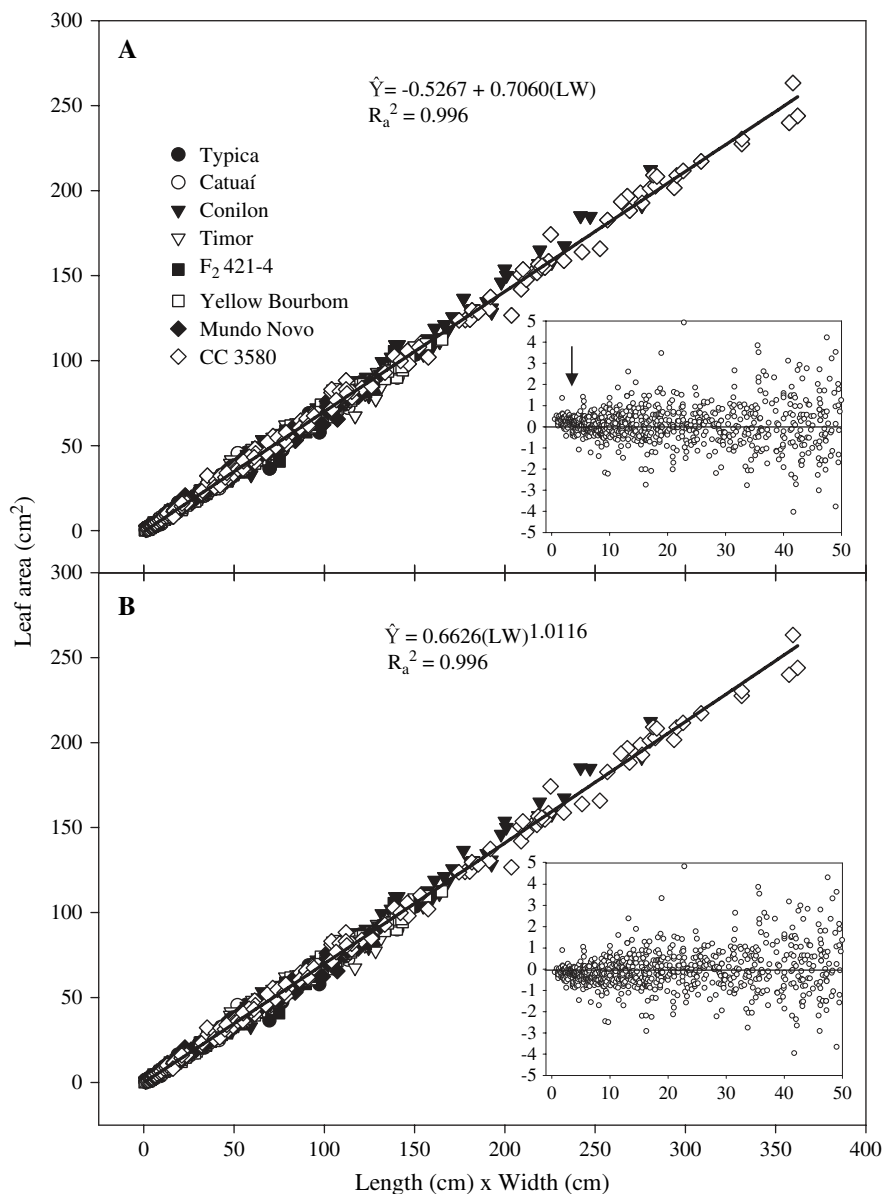 A
Ŷ= -0.5267 + 0.7060(LW)
Rₐ² = 0.996
Typica
Catuaí
Conilon
Timor
F₂ 421-4
Yellow Bourbom
Mundo Novo
CC 3580
300
250
200
150
100
50
0
5
4
3
2
1
0
-1
-2
-3
-4
-5
0 10 20 30 40 50
Leaf area (cm²)
B
Ŷ = 0.6626(LW)^1.0116
Rₐ² = 0.996
300
250
200
150
100
50
0
5
4
3
2
1
0
-1
-2
-3
-4
-5
0 10 20 30 40 50
0 50 100 150 200 250 300 350 400
Length (cm) x Width (cm)